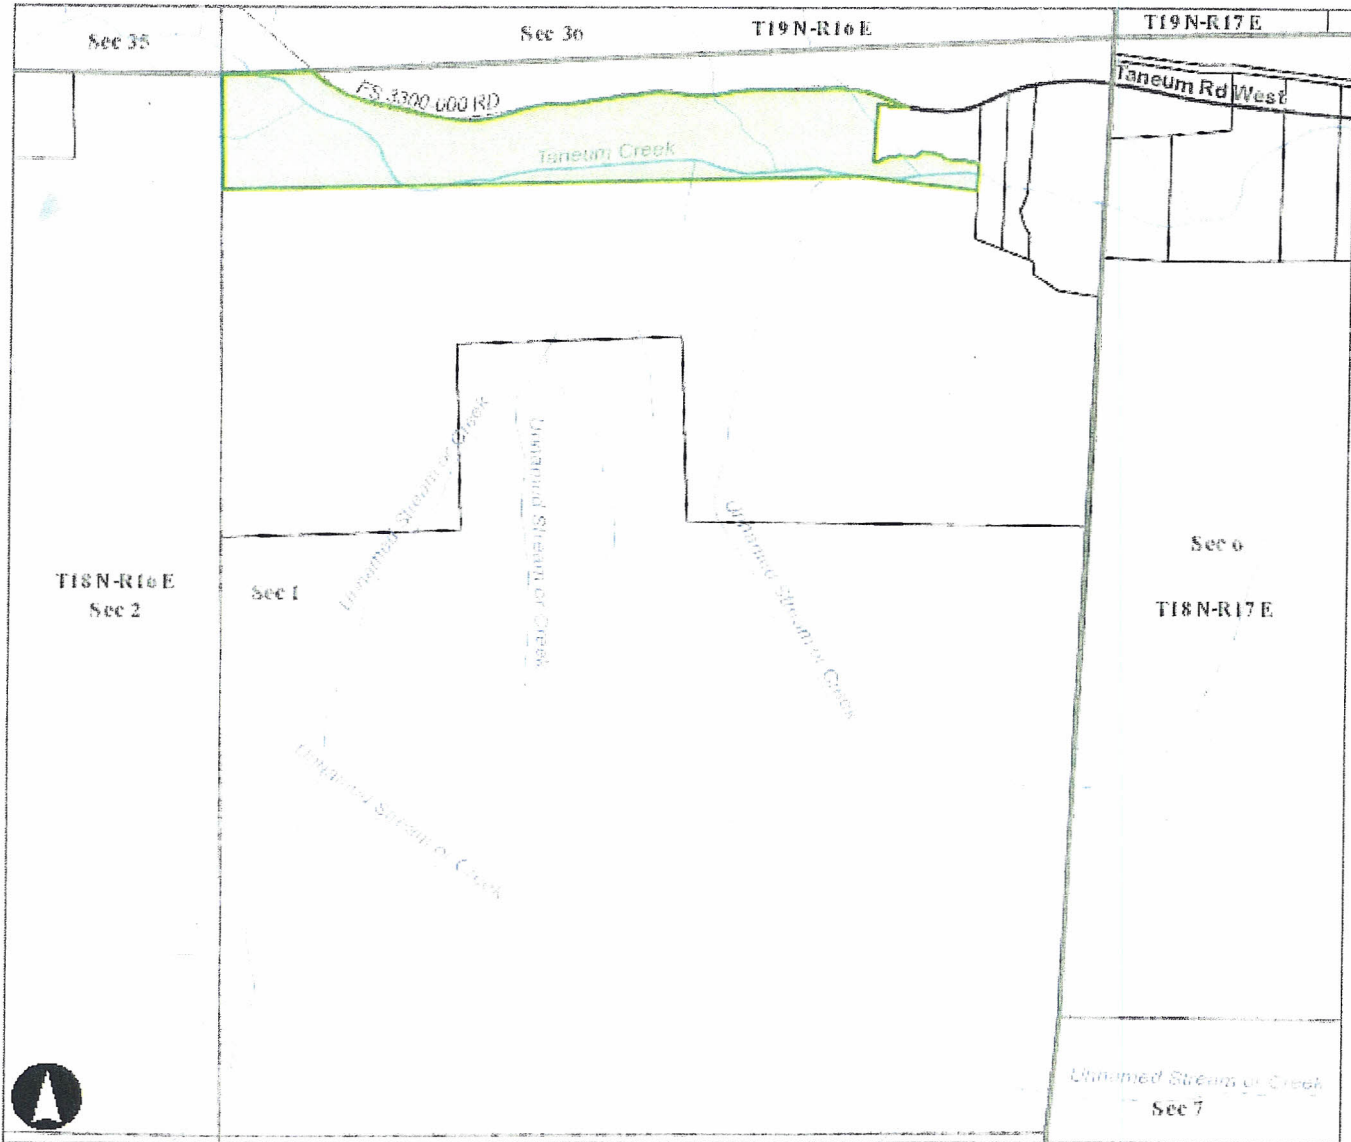 Sec 35
Sec 36
T19N-R16E
T19N-R17E
FS 3300.000 RD
Taneum Rd West
Taneum Creek
Unnamed Stream or Creek
Unnamed Stream or Creek
Unnamed Stream or Creek
T18N-R16E
Sec 2
Sec 1
Sec 6
T18N-R17E
Unnamed Stream or Creek
Unnamed Stream or Creek
Sec 7